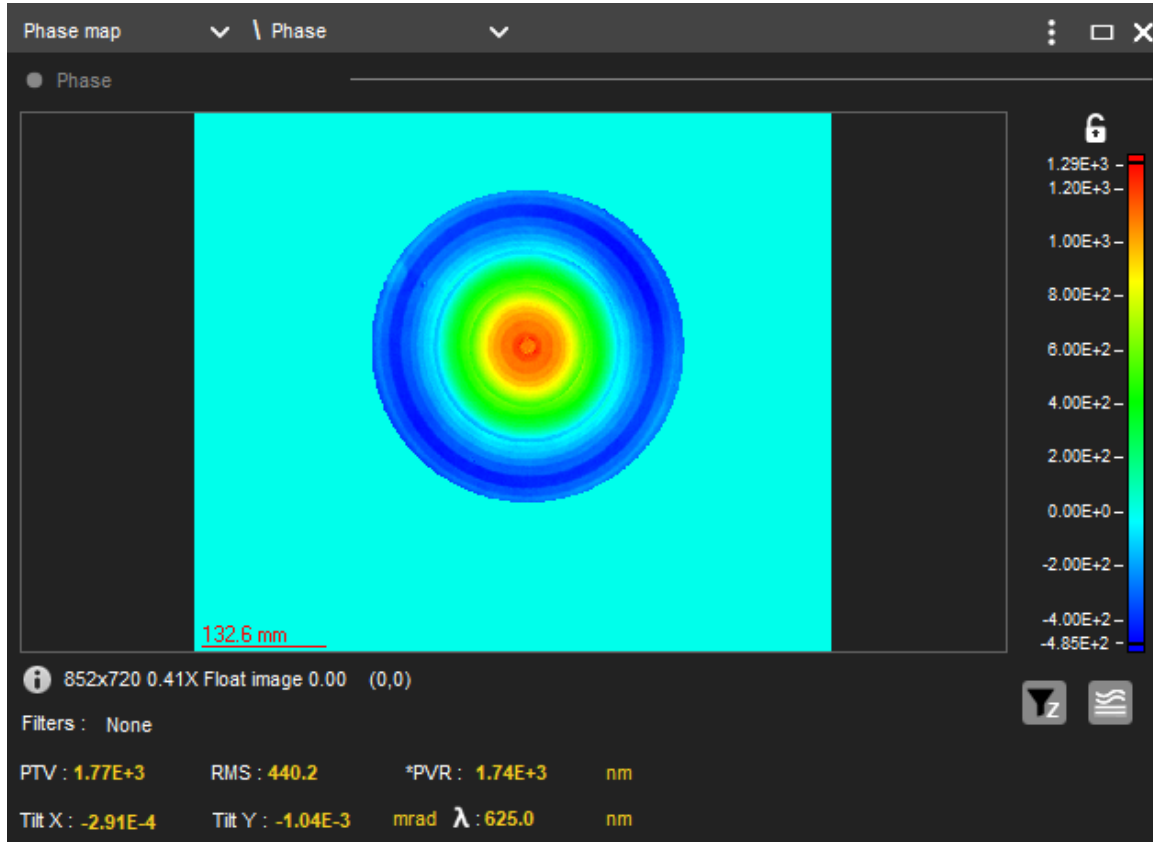 Phase map \ Phase
Phase
1.29E+3
1.20E+3
1.00E+3
8.00E+2
6.00E+2
4.00E+2
2.00E+2
0.00E+0
-2.00E+2
-4.00E+2
-4.85E+2
132.6 mm
852x720 0.41X Float image 0.00 (0,0)
Filters : None
Z
PTV : 1.77E+3 RMS : 440.2 *PVR : 1.74E+3 nm
Tilt X : -2.91E-4 Tilt Y : -1.04E-3 mrad λ : 625.0 nm